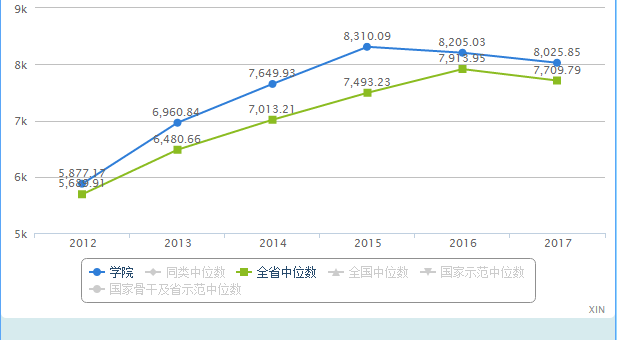 9k
8,310.09
8,205.03
8,025.85
8k
7,649.93
7,913.95
7,709.79
7,493.23
7k
6,960.84
7,013.21
6,480.66
6k
5,877.17
5k
2012 2013 2014 2015 2016 2017
学院 同类中位数 全省中位数 全国中位数 国家示范中位数
国家骨干及省示范中位数
XIN